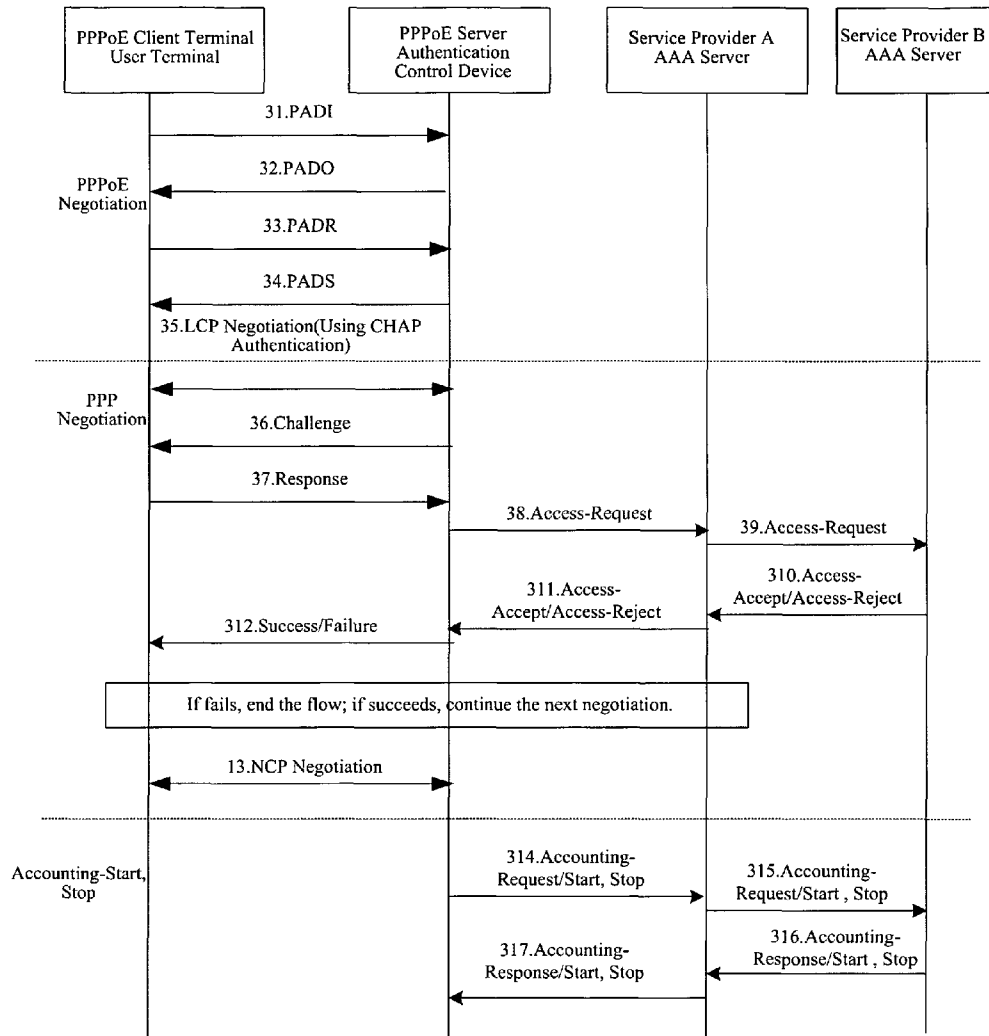 PPPoE Client Terminal
User Terminal
PPPoE Server
Authentication
Control Device
Service Provider A
AAA Server
Service Provider B
AAA Server
31.PADI
32.PADO
PPPoE
Negotiation
33.PADR
34.PADS
35.LCP Negotiation(Using CHAP
Authentication)
PPP
Negotiation
36.Challenge
37.Response
38.Access-Request
39.Access-Request
310.Access-
Accept/Access-Reject
311.Access-
Accept/Access-Reject
312.Success/Failure
If fails, end the flow; if succeeds, continue the next negotiation.
13.NCP Negotiation
Accounting-Start,
Stop
314.Accounting-
Request/Start, Stop
315.Accounting-
Request/Start , Stop
316.Accounting-
Response/Start , Stop
317.Accounting-
Response/Start, Stop